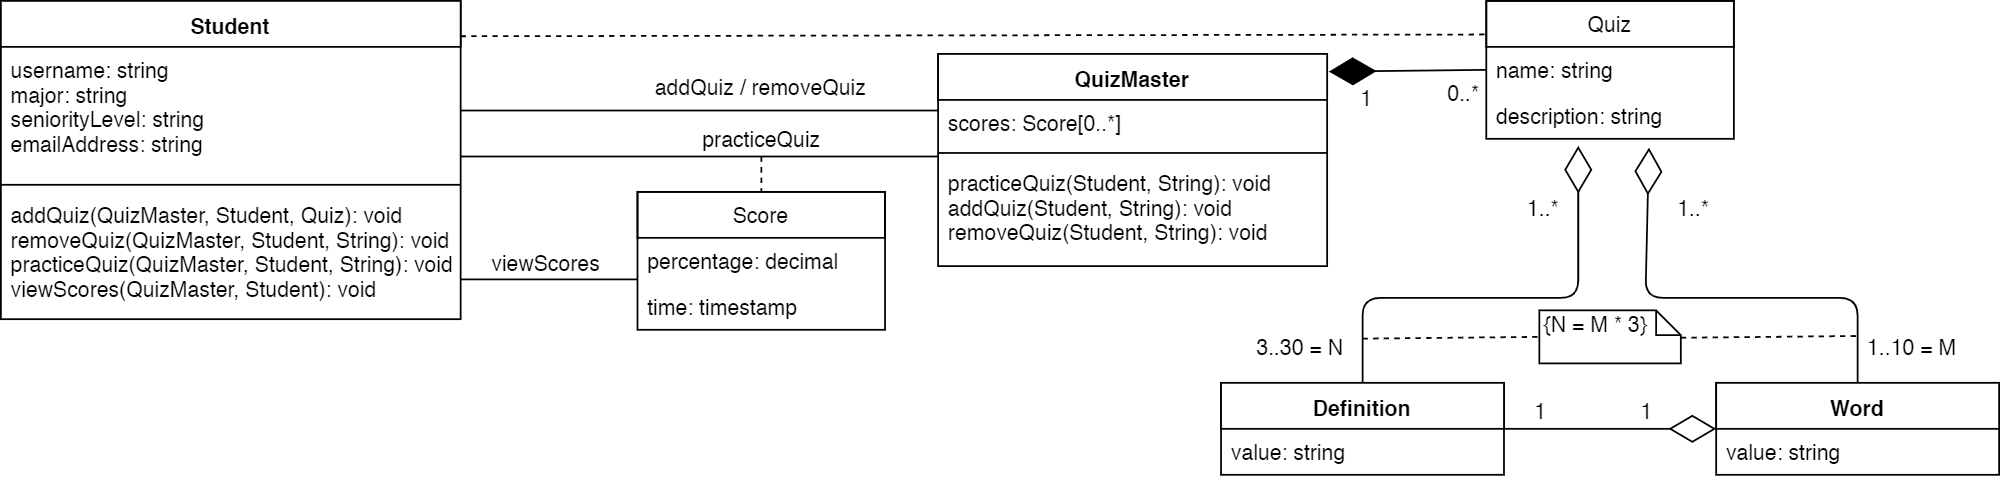 Student
username: string
major: string
seniorityLevel: string
emailAddress: string
addQuiz(QuizMaster, Student, Quiz): void
removeQuiz(QuizMaster, Student, String): void
practiceQuiz(QuizMaster, Student, String): void
viewScores(QuizMaster, Student): void
addQuiz / removeQuiz
practiceQuiz
viewScores
Score
percentage: decimal
time: timestamp
QuizMaster
scores: Score[0..*]
practiceQuiz(Student, String): void
addQuiz(Student, String): void
removeQuiz(Student, String): void
1
0..*
Quiz
name: string
description: string
1..*
1..*
{N = M * 3}
3..30 = N
1..10 = M
Definition
value: string
1
1
Word
value: string